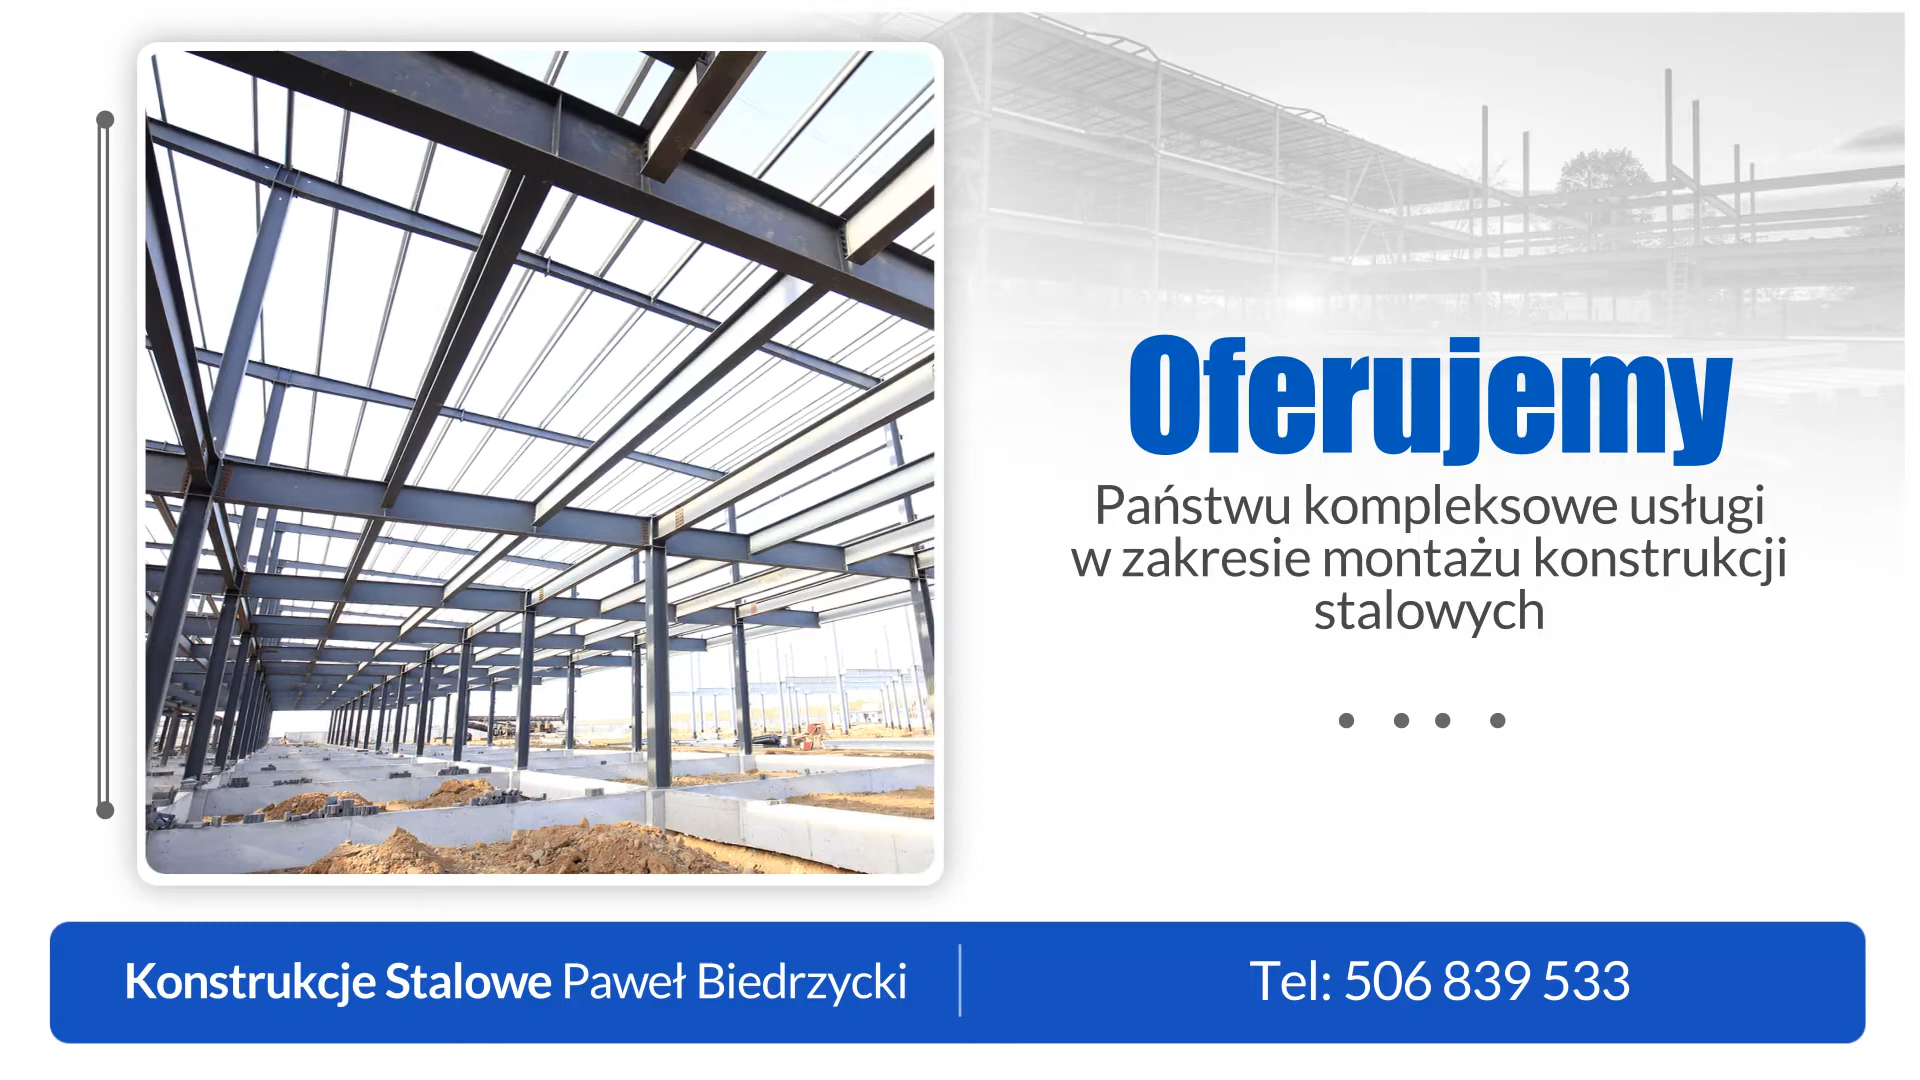 Oferujemy
Państwu kompleksowe usługi
w zakresie montażu konstrukcji
stalowych
Konstrukcje Stalowe Paweł Biedrzycki
Tel: 506 839 533